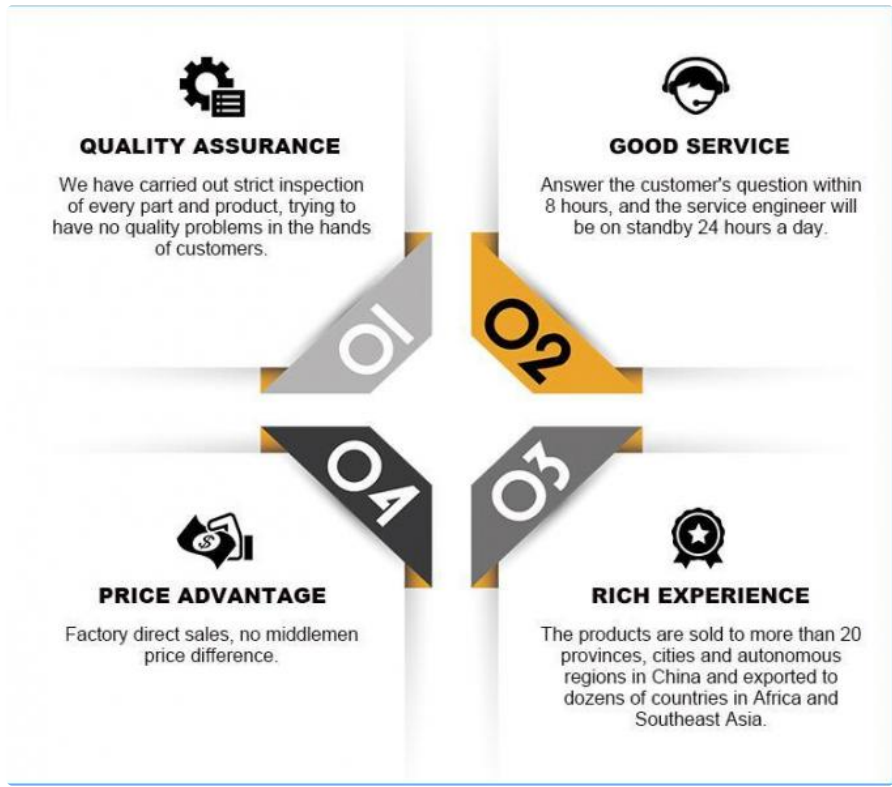 QUALITY ASSURANCE
We have carried out strict inspection
of every part and product, trying to
have no quality problems in the hands
of customers.
01
GOOD SERVICE
Answer the customer's question within
8 hours, and the service engineer will
be on standby 24 hours a day.
02
03
RICH EXPERIENCE
The products are sold to more than 20
provinces, cities and autonomous
regions in China and exported to
dozens of countries in Africa and
Southeast Asia.
04
$
PRICE ADVANTAGE
Factory direct sales, no middlemen
price difference.